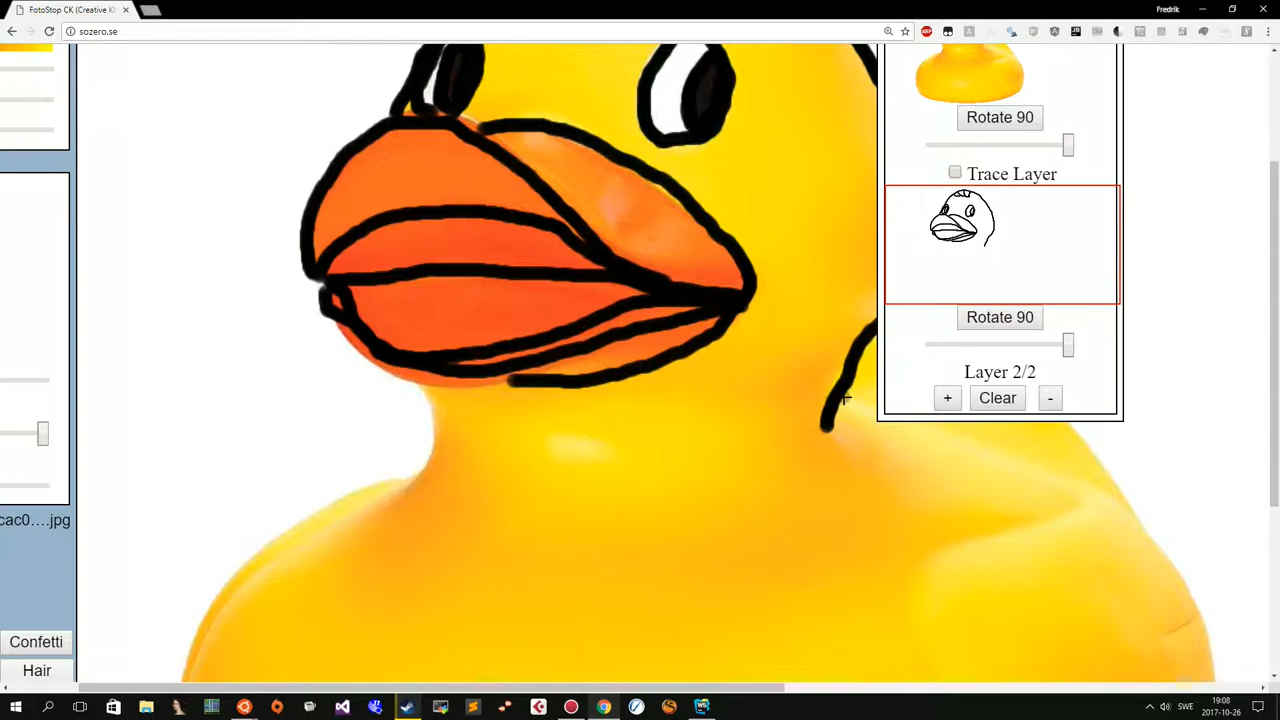 FotoStop CK (Creative Ki
Fredrik
sozero.se
Rotate 90
Trace Layer
Rotate 90
Layer 2/2
+ Clear -
cac0....jpg
Confetti
Hair
SWE
19:08
2017-10-26